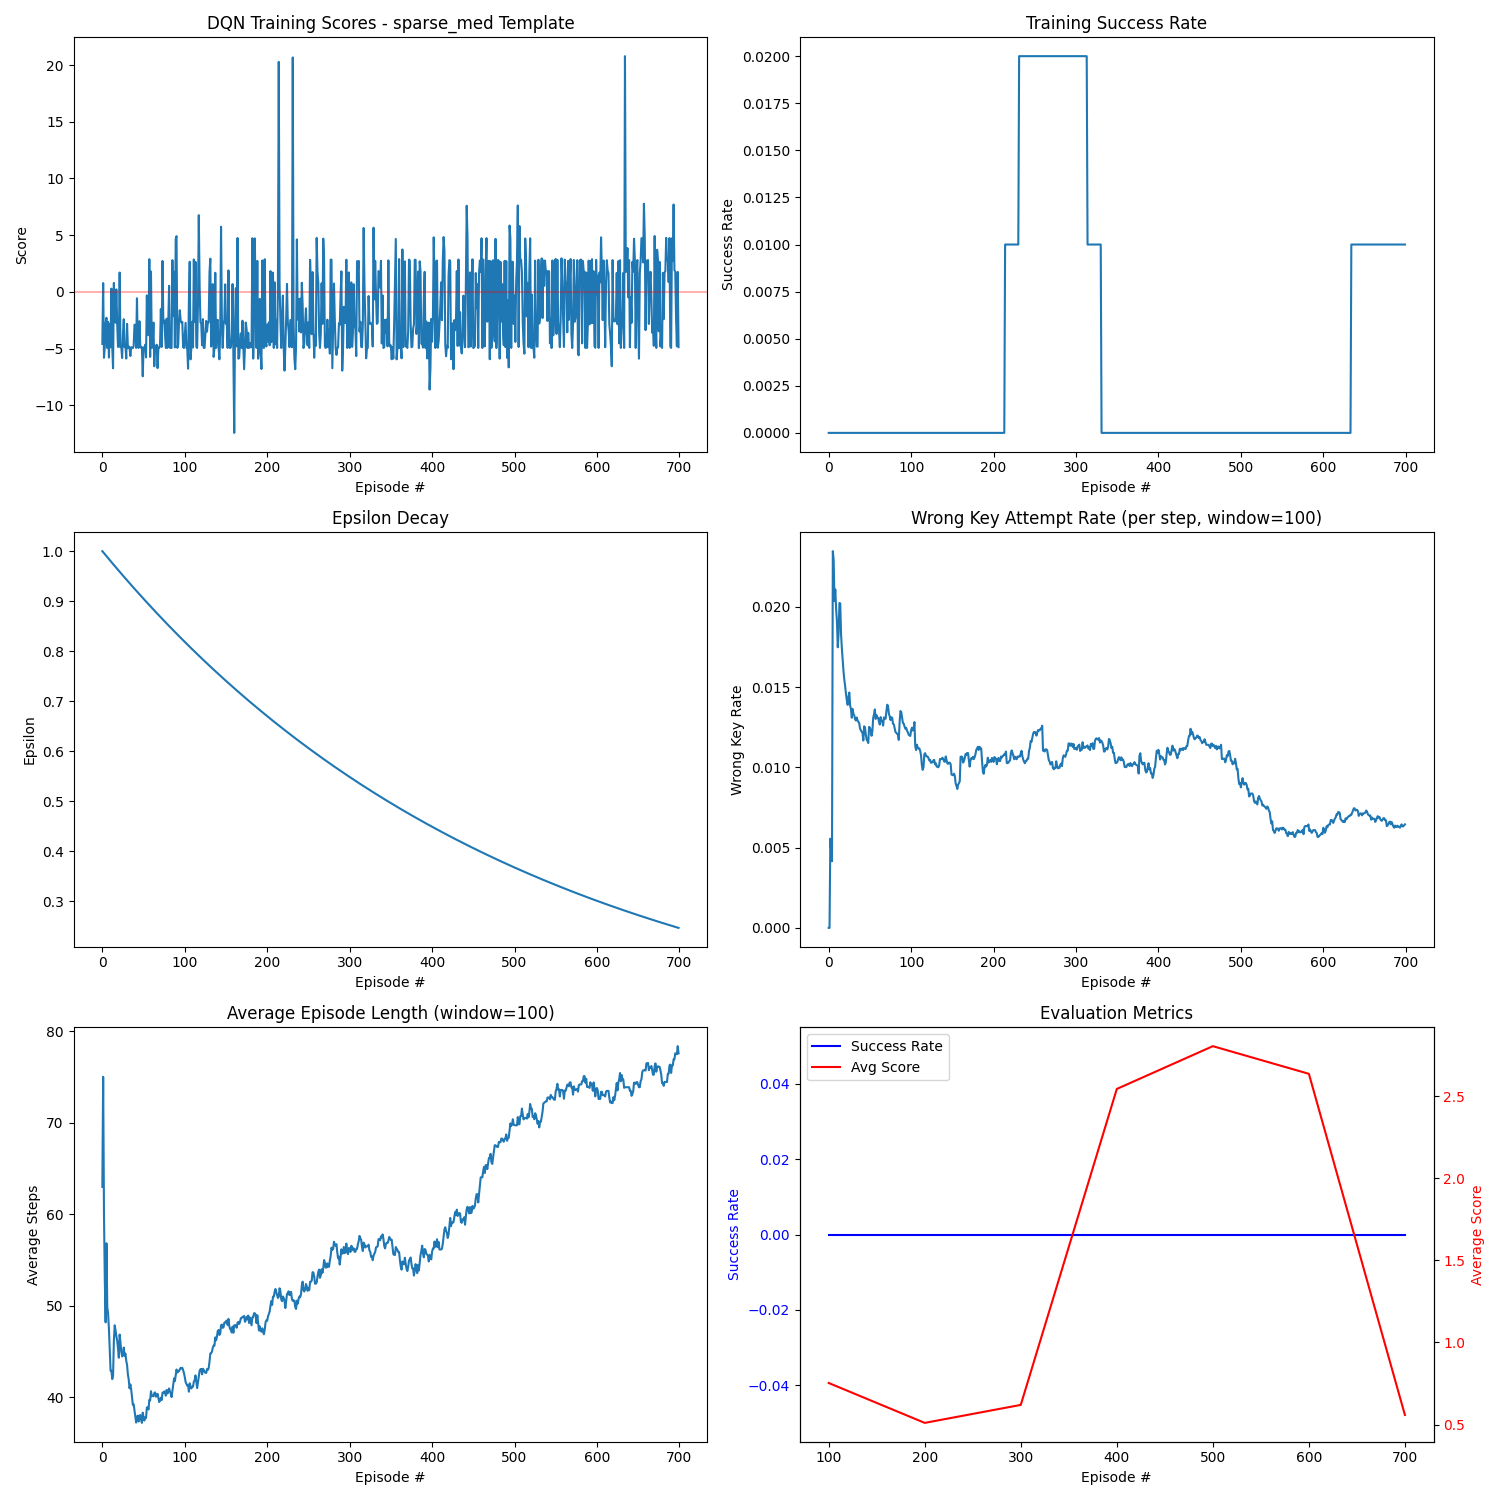 DQN Training Scores - sparse_med Template
20
15
10
5
0
−5
−10
Score
0 100 200 300 400 500 600 700
Episode #
Training Success Rate
0.0200
0.0175
0.0150
0.0125
0.0100
0.0075
0.0050
0.0025
0.0000
Success Rate
0 100 200 300 400 500 600 700
Episode #
Epsilon Decay
1.0
0.9
0.8
0.7
0.6
0.5
0.4
0.3
Epsilon
0 100 200 300 400 500 600 700
Episode #
Wrong Key Attempt Rate (per step, window=100)
0.020
0.015
0.010
0.005
0.000
Wrong Key Rate
0 100 200 300 400 500 600 700
Episode #
Average Episode Length (window=100)
80
70
60
50
40
Average Steps
0 100 200 300 400 500 600 700
Episode #
Evaluation Metrics
Success Rate
Avg Score
0.04
0.02
0.00
−0.02
−0.04
Success Rate
2.5
2.0
1.5
1.0
0.5
Average Score
100 200 300 400 500 600 700
Episode #